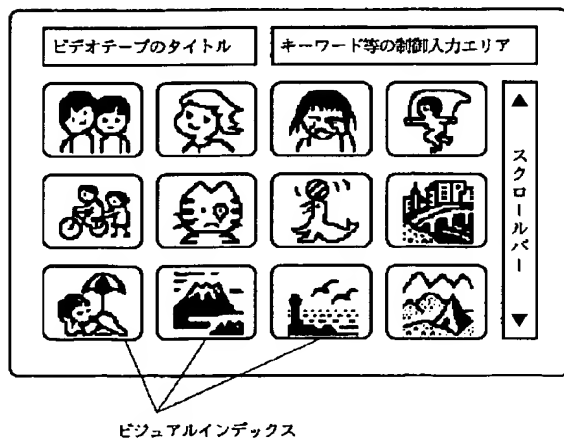 ビデオテープのタイトル
キーワード等の制御入力エリア
▲
スクロールバー
▼
ビジュアルインデックス